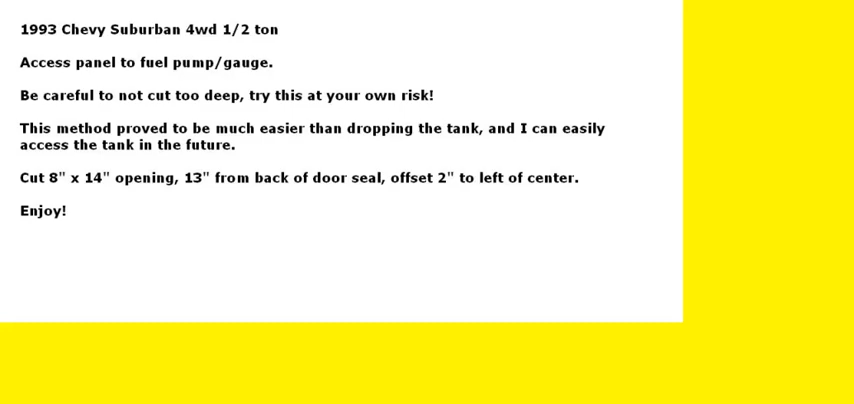 1993 Chevy Suburban 4wd 1/2 ton
Access panel to fuel pump/gauge.
Be careful to not cut too deep, try this at your own risk!
This method proved to be much easier than dropping the tank, and I can easily
access the tank in the future.
Cut 8" x 14" opening, 13" from back of door seal, offset 2" to left of center.
Enjoy!